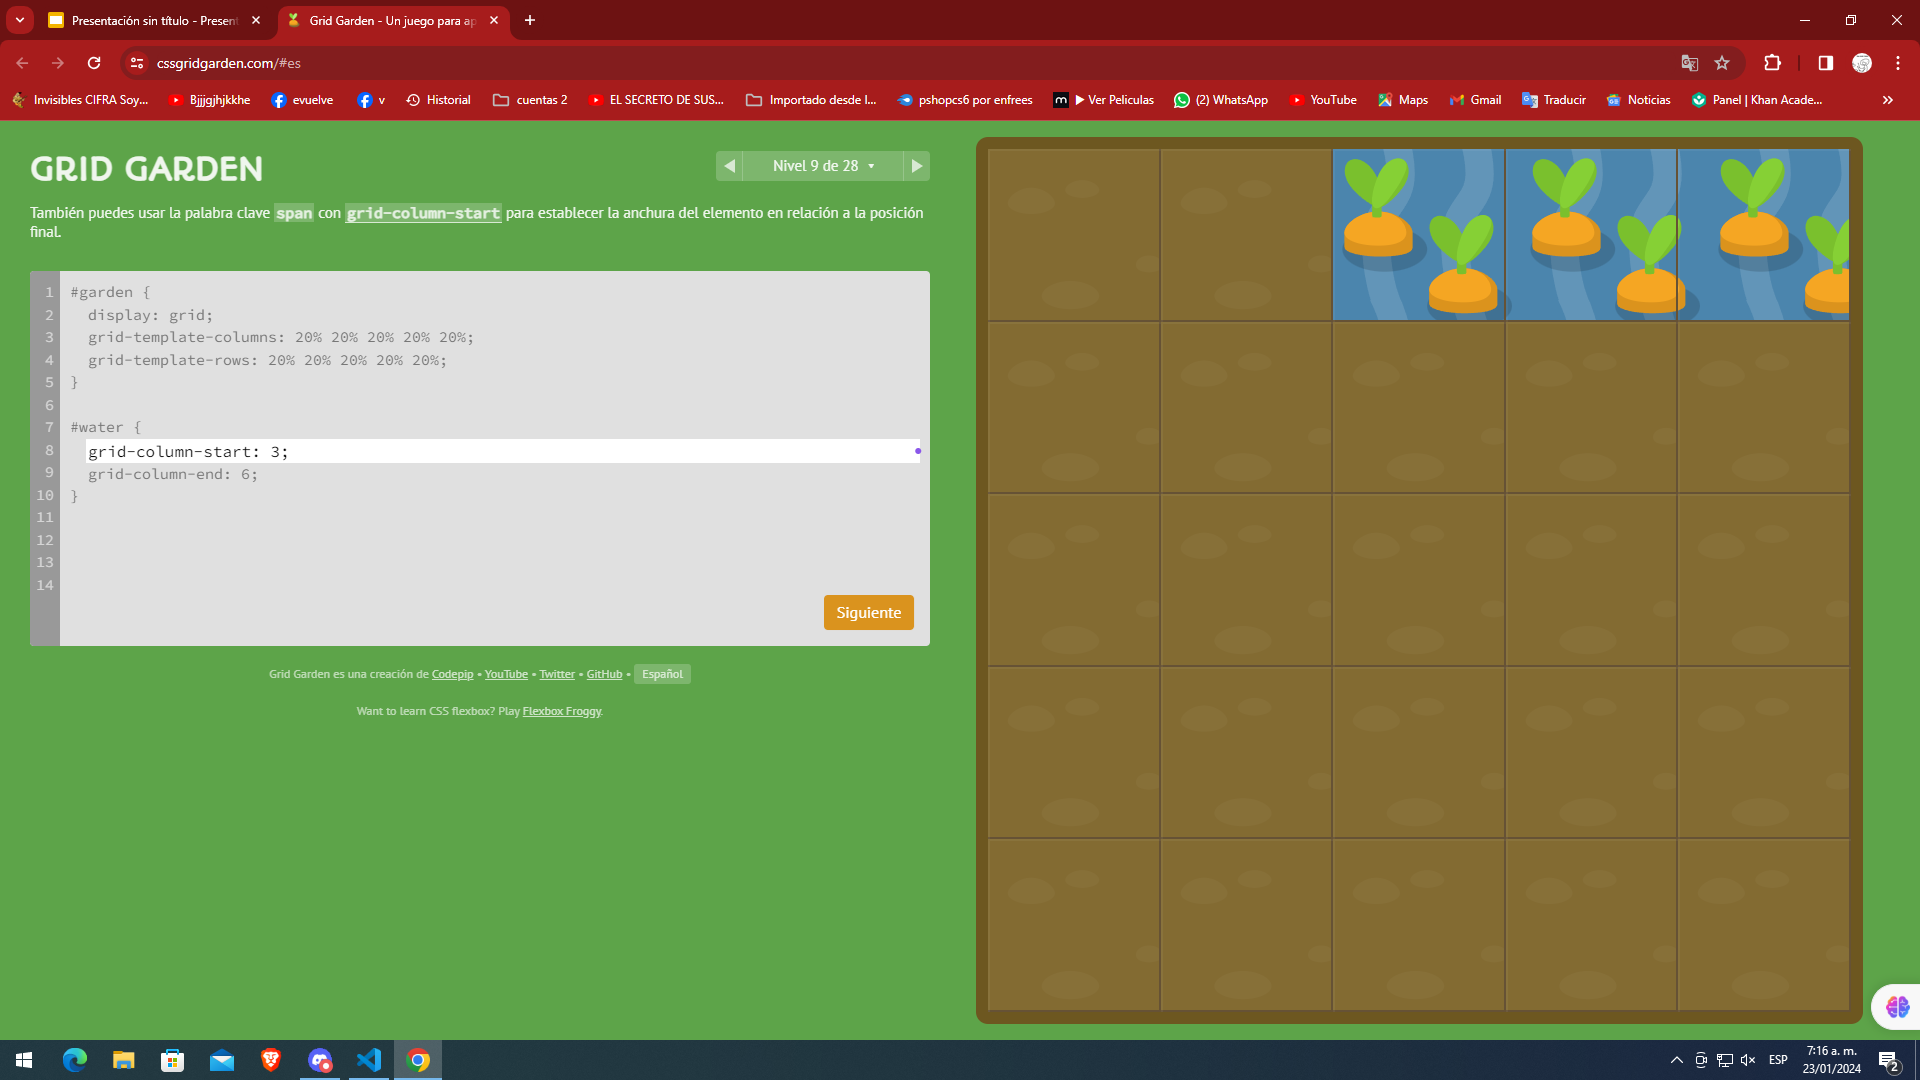 Presentación sin título - Present
Grid Garden - Un juego para ap
cssgridgarden.com/#es
Invisibles CIFRA Soy...
Bjjjgjhjkkhe
evuelve
v
Historial
cuentas 2
EL SECRETO DE SUS...
Importado desde l...
pshopcs6 por enfrees
▶ Ver Peliculas
(2) WhatsApp
YouTube
Maps
Gmail
Traducir
Noticias
Panel | Khan Acade...
GRID GARDEN
Nivel 9 de 28
También puedes usar la palabra clave span con grid-column-start para establecer la anchura del elemento en relación a la posición
final.
1 #garden {
2 display: grid;
3 grid-template-columns: 20% 20% 20% 20% 20%;
4 grid-template-rows: 20% 20% 20% 20% 20%;
5 }
6
7 #water {
8 grid-column-start: 3;
9 grid-column-end: 6;
10 }
11
12
13
14
Siguiente
Grid Garden es una creación de Codepip • YouTube • Twitter • GitHub • Español
Want to learn CSS flexbox? Play Flexbox Froggy.
ESP
7:16 a. m.
23/01/2024
2